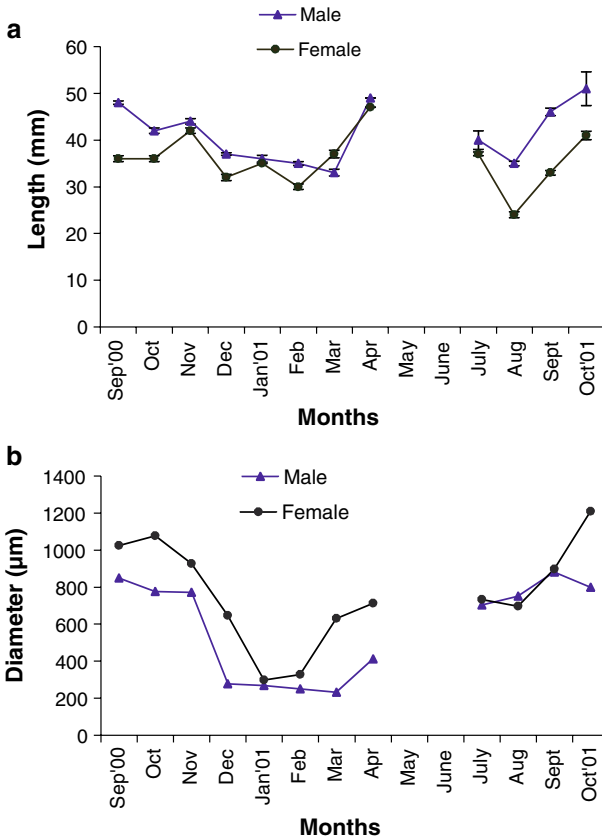 a
Male
Female
60
50
40
30
20
10
0
Length (mm)
Sep'00 Oct Nov Dec Jan'01 Feb Mar Apr May June July Aug Sept Oct'01
Months
b
Male
Female
1400
1200
1000
800
600
400
200
0
Diameter (µm)
Sep'00 Oct Nov Dec Jan'01 Feb Mar Apr May June July Aug Sept Oct'01
Months